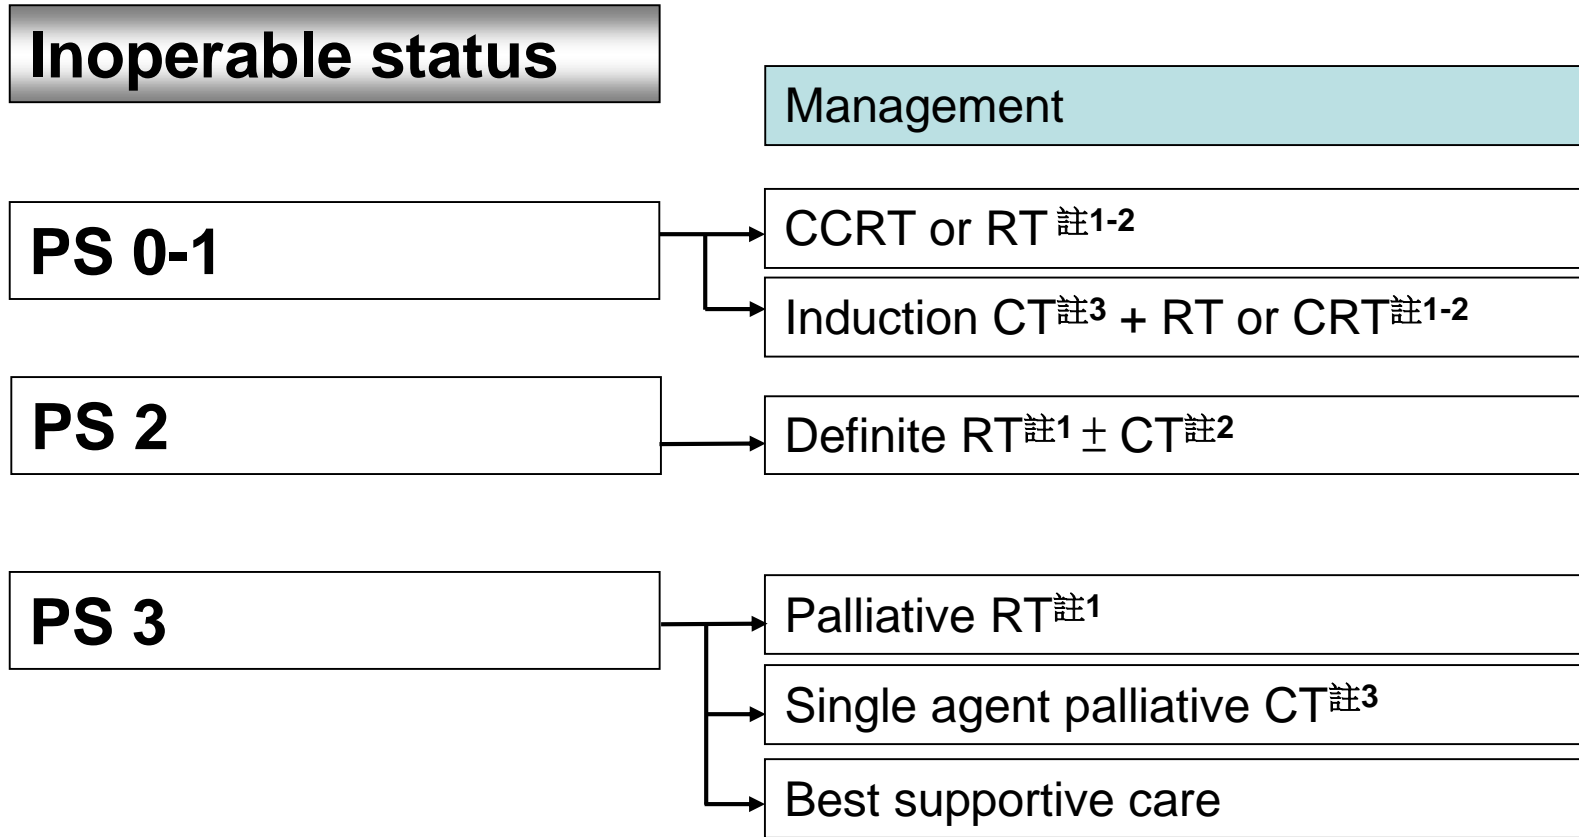 Inoperable status
Management
PS 0-1
CCRT or RT 註1-2
Induction CT註3 + RT or CRT註1-2
PS 2
Definite RT註1 ± CT註2
PS 3
Palliative RT註1
Single agent palliative CT註3
Best supportive care